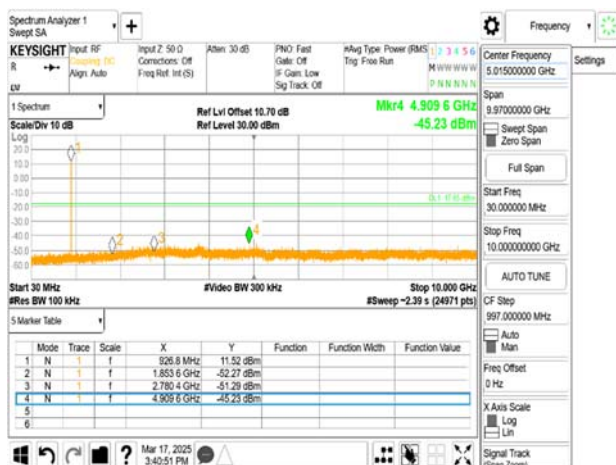 Spectrum Analyzer 1
Swept SA
+
Frequency
Settings
KEYSIGHT
R
Input: RF
Coupling: DC
Align: Auto
Input Z: 50 Ω
Corrections: Off
Freq Ref: Int (S)
Atten: 30 dB
PNO: Fast
Gate: Off
IF Gain: Low
Sig Track: Off
#Avg Type: Power (RMS
Trig: Free Run
1 2 3 4 5 6
M W W W W W
P N N N N N
1 Spectrum
Scale/Div 10 dB
Log
Ref Lvl Offset 10.70 dB
Ref Level 30.00 dBm
Mkr4 4.909 6 GHz
-45.23 dBm
20.0
10.0
0.00
-10.0
-20.0
-30.0
-40.0
-50.0
-60.0
1
2
3
4
Start 30 MHz
#Res BW 100 kHz
#Video BW 300 kHz
Stop 10.000 GHz
#Sweep ~2.39 s (24971 pts)
5 Marker Table
Mode Trace Scale X Y Function Function Width Function Value
1 N 1 f 926.8 MHz 11.52 dBm
2 N 1 f 1.853 6 GHz -52.27 dBm
3 N 1 f 2.780 4 GHz -51.29 dBm
4 N 1 f 4.909 6 GHz -45.23 dBm
5
6
?
Mar 17, 2025
3:40:51 PM
Center Frequency
5.015000000 GHz
Span
9.97000000 GHz
Swept Span
Zero Span
Full Span
Start Freq
30.000000 MHz
Stop Freq
10.000000000 GHz
AUTO TUNE
CF Step
997.000000 MHz
Auto
Man
Freq Offset
0 Hz
X Axis Scale
Log
Lin
Signal Track